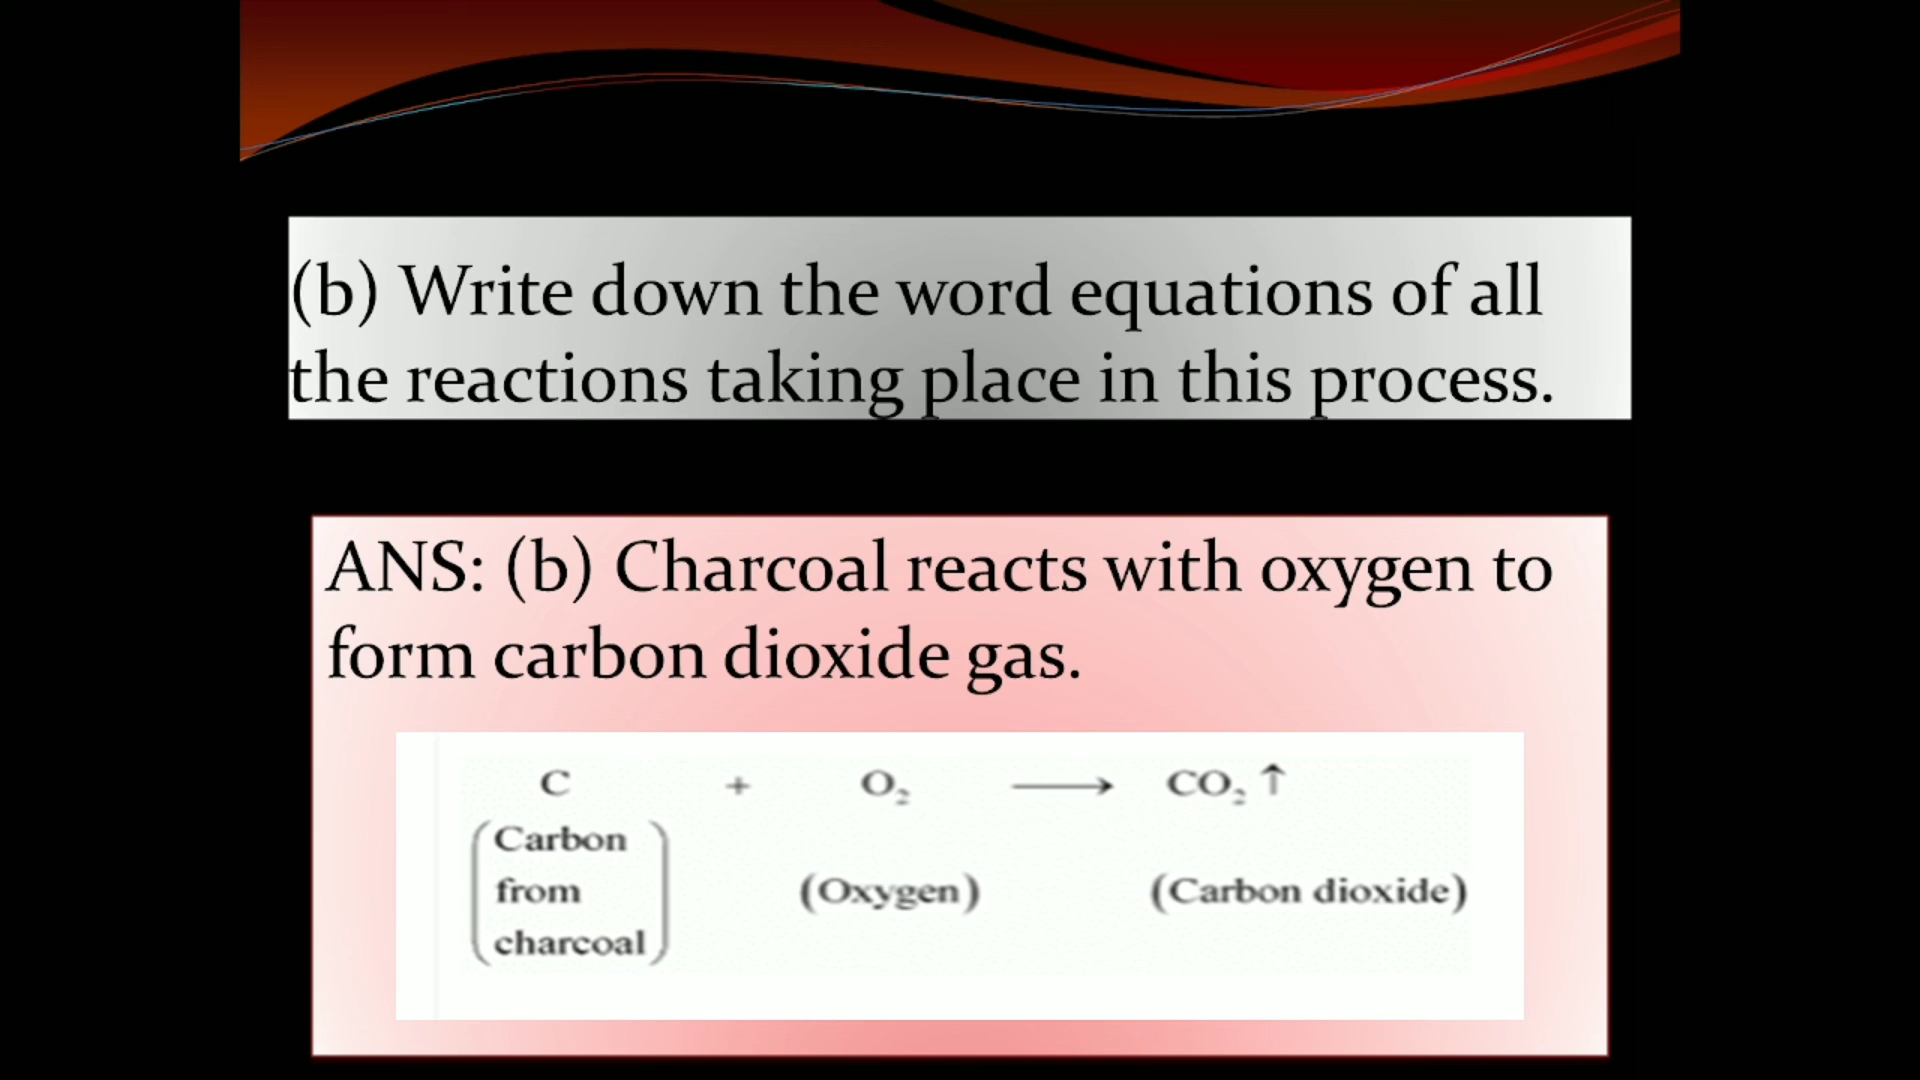 (b) Write down the word equations of all
the reactions taking place in this process.
ANS: (b) Charcoal reacts with oxygen to
form carbon dioxide gas.
C + O₂ ⟶ CO₂ ↑
(Carbon from charcoal) (Oxygen) (Carbon dioxide)